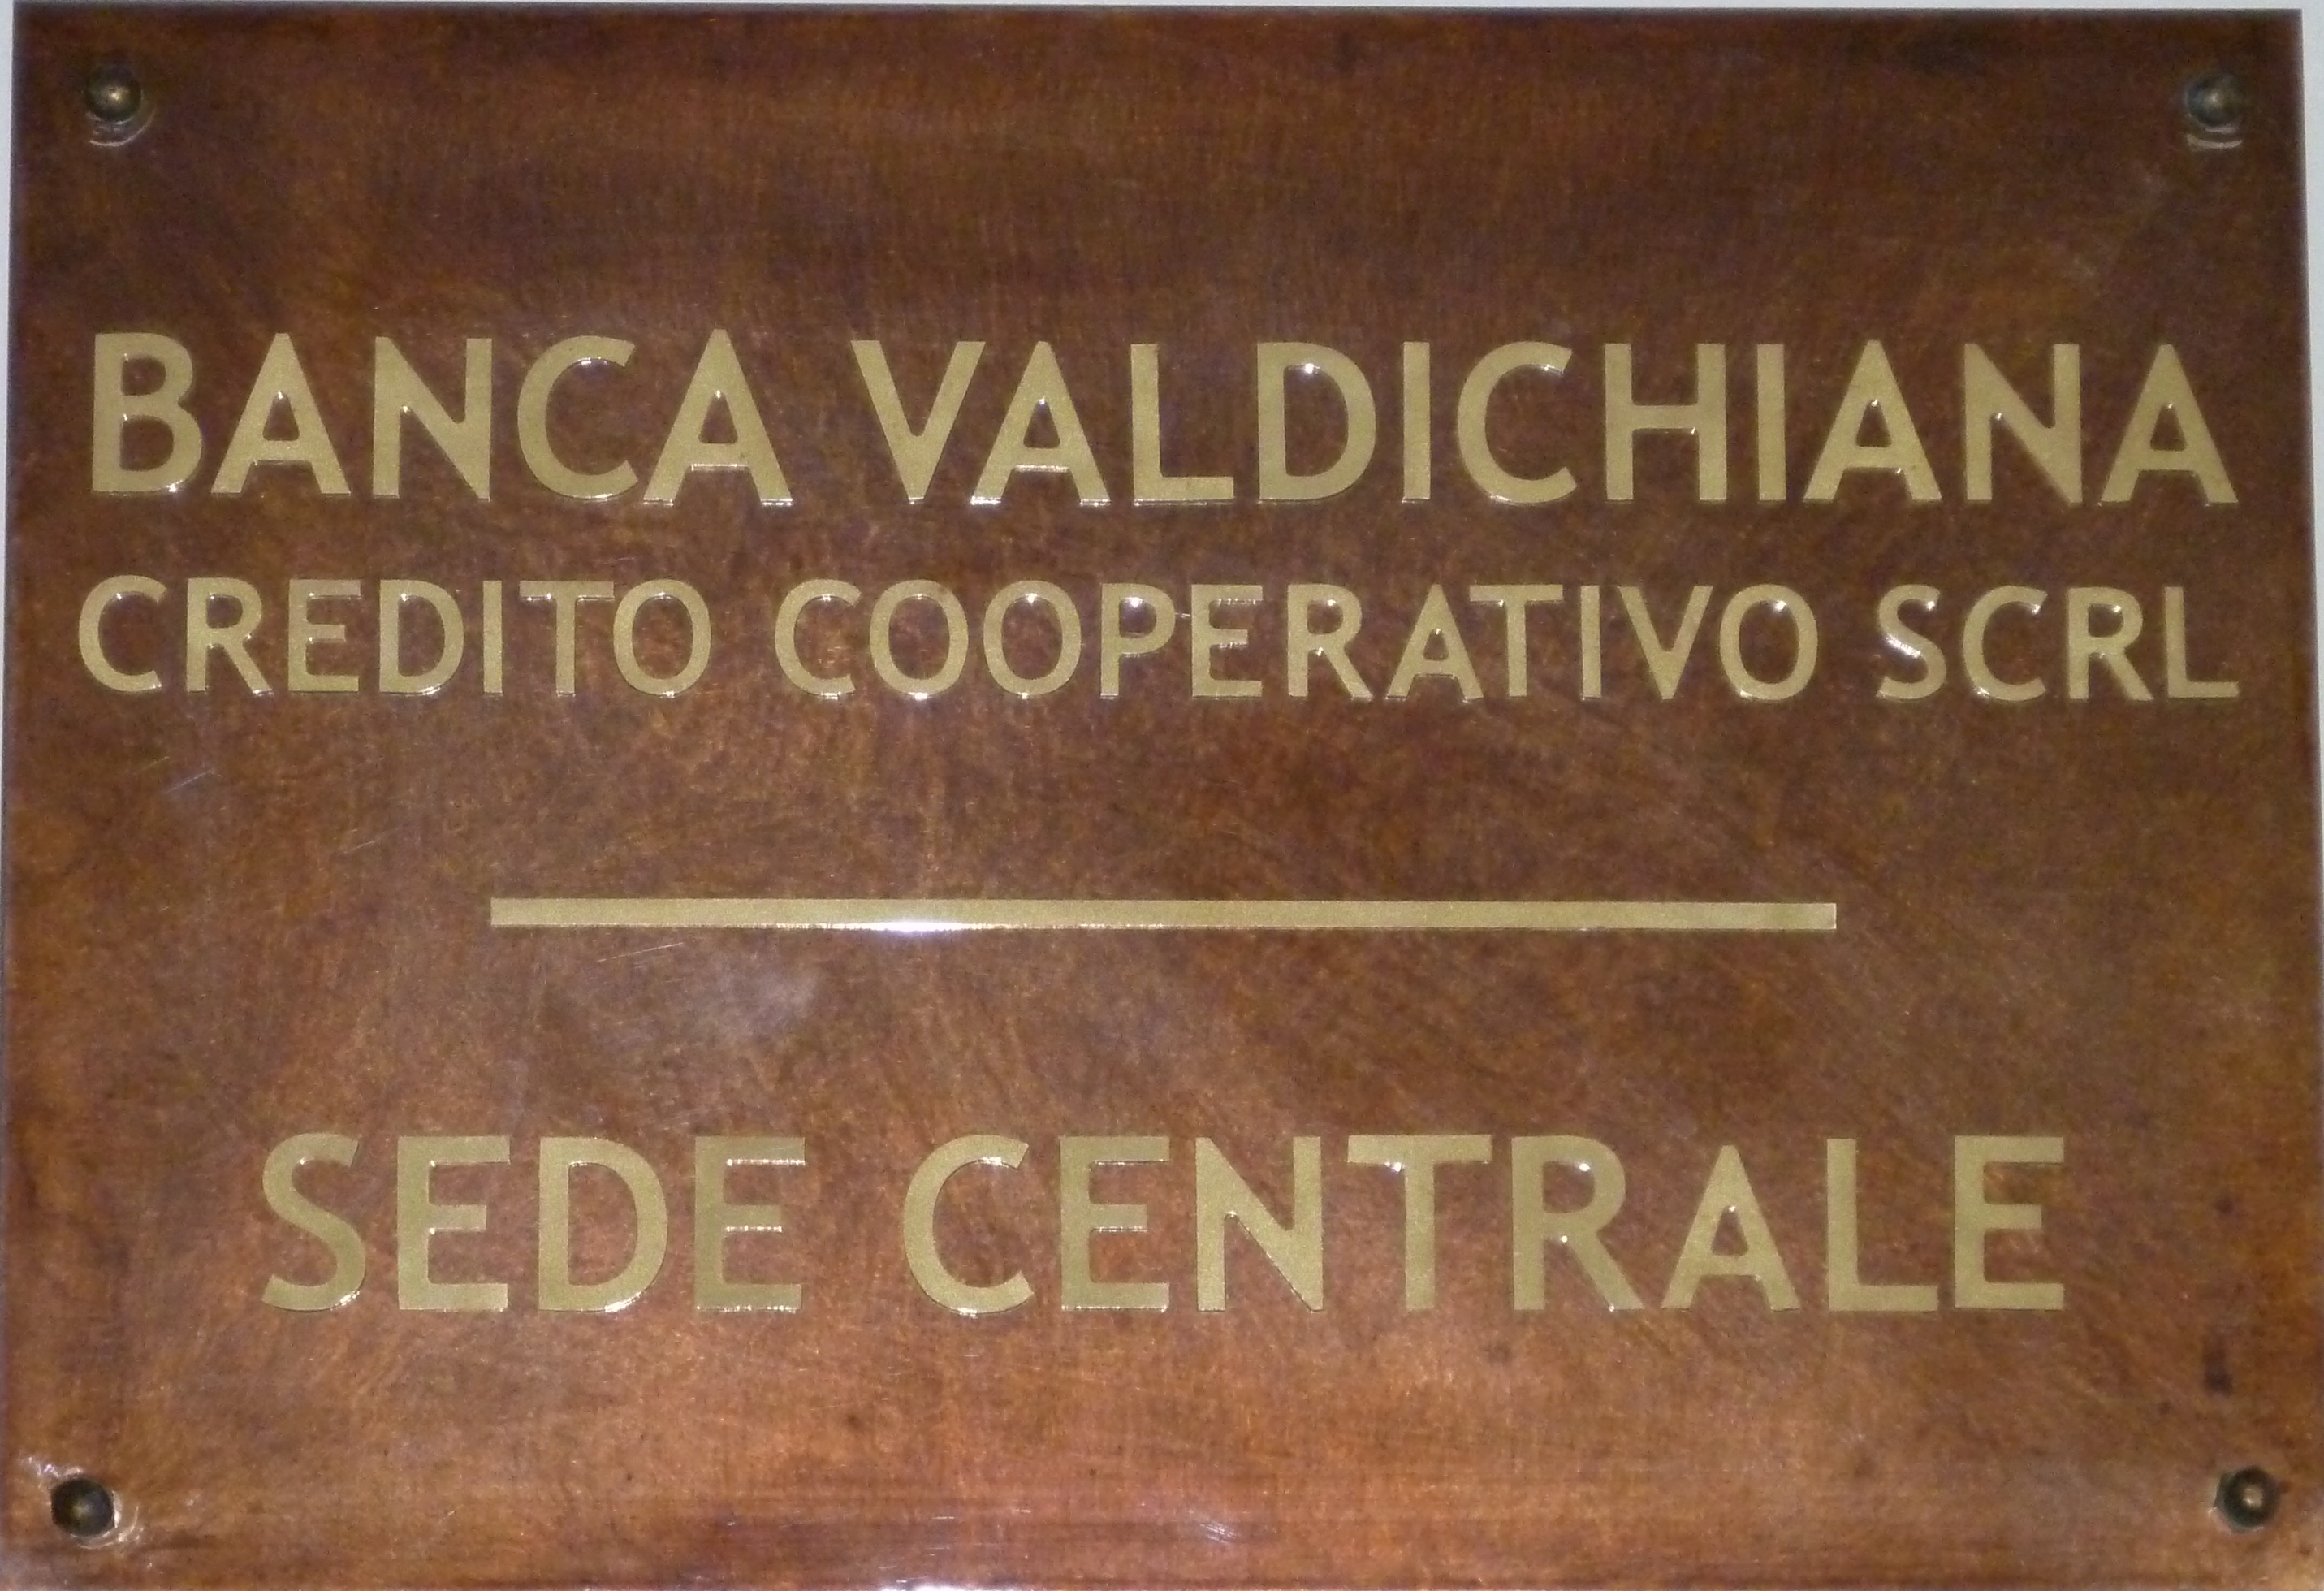 BANCA VALDICHIANA
CREDITO COOPERATIVO SCRL
SEDE CENTRALE